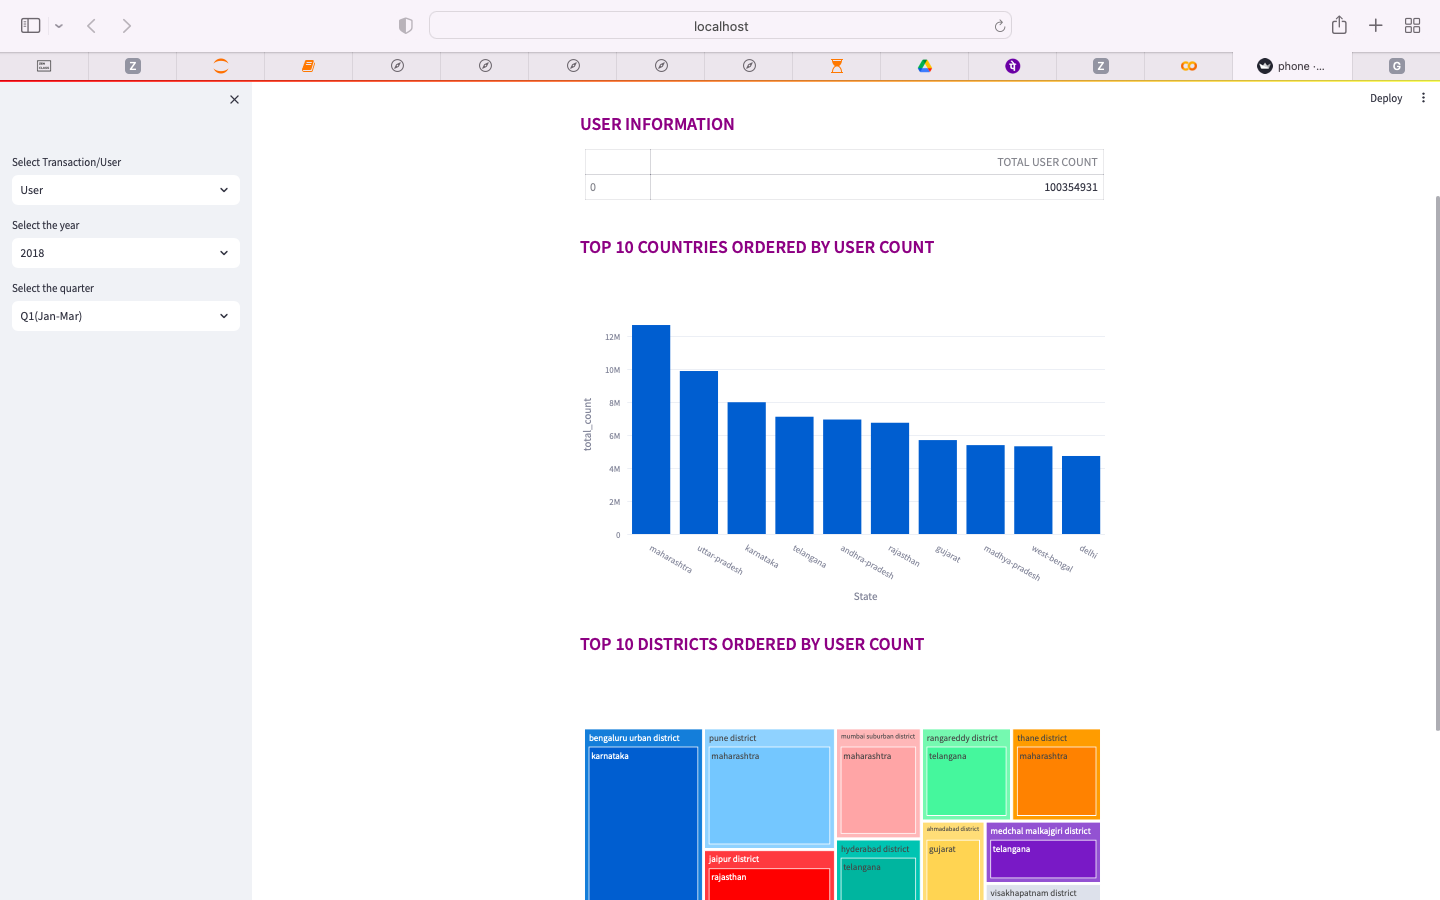 localhost
Z
पे
Z
phone ·...
G
Deploy
Select Transaction/User
User
Select the year
2018
Select the quarter
Q1(Jan-Mar)
USER INFORMATION
TOTAL USER COUNT
0 100354931
TOP 10 COUNTRIES ORDERED BY USER COUNT
total_count
12M
10M
8M
6M
4M
2M
0
maharashtra
uttar-pradesh
karnataka
telangana
andhra-pradesh
rajasthan
gujarat
madhya-pradesh
west-bengal
delhi
State
TOP 10 DISTRICTS ORDERED BY USER COUNT
bengaluru urban district
karnataka
pune district
maharashtra
mumbai suburban district
maharashtra
rangareddy district
telangana
thane district
maharashtra
jaipur district
rajasthan
hyderabad district
telangana
ahmadabad district
gujarat
medchal malkajgiri district
telangana
visakhapatnam district